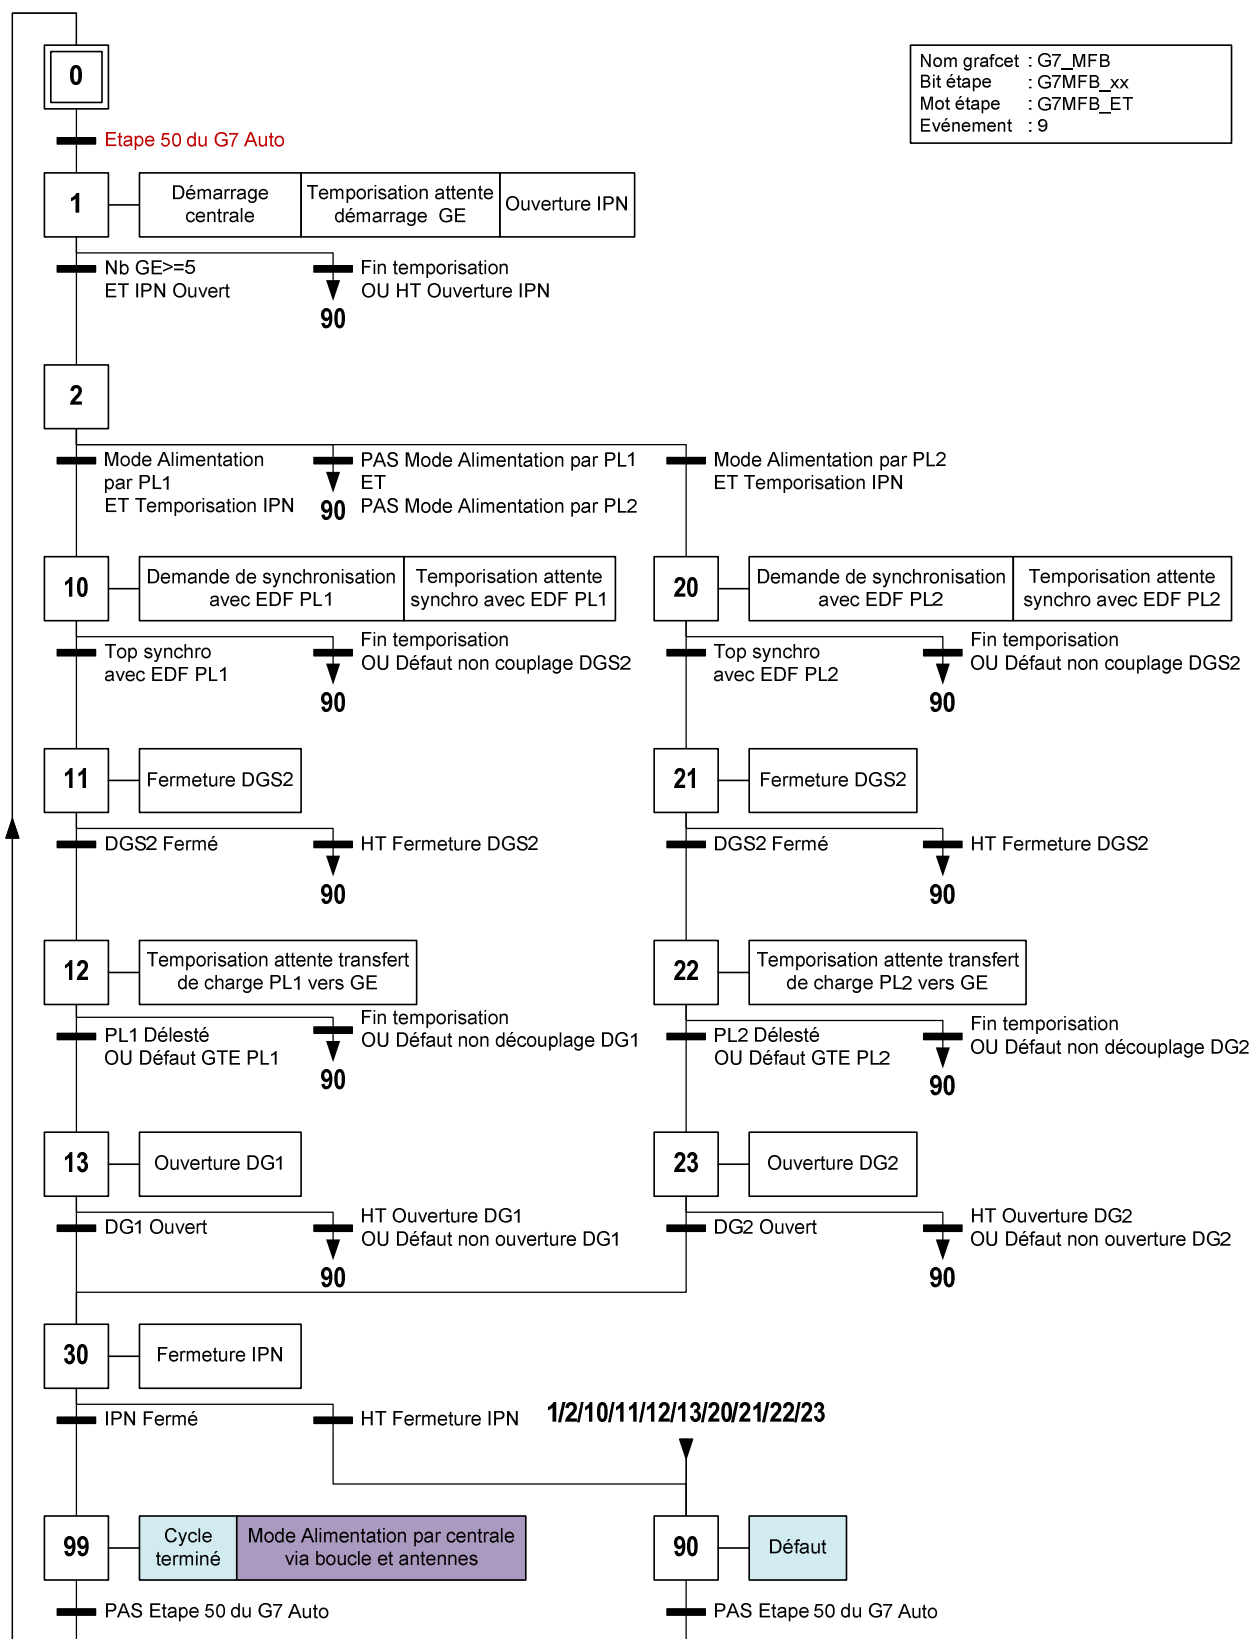 0
Nom grafcet : G7_MFB
Bit étape : G7MFB_xx
Mot étape : G7MFB_ET
Evénement : 9
Etape 50 du G7 Auto
1
Démarrage
centrale
Temporisation attente
démarrage GE
Ouverture IPN
Nb GE>=5
ET IPN Ouvert
Fin temporisation
OU HT Ouverture IPN
90
2
Mode Alimentation
par PL1
ET Temporisation IPN
PAS Mode Alimentation par PL1
ET
PAS Mode Alimentation par PL2
90
Mode Alimentation par PL2
ET Temporisation IPN
10
Demande de synchronisation
avec EDF PL1
Temporisation attente
synchro avec EDF PL1
20
Demande de synchronisation
avec EDF PL2
Temporisation attente
synchro avec EDF PL2
Top synchro
avec EDF PL1
Fin temporisation
OU Défaut non couplage DGS2
90
Top synchro
avec EDF PL2
Fin temporisation
OU Défaut non couplage DGS2
90
11
Fermeture DGS2
21
Fermeture DGS2
DGS2 Fermé
HT Fermeture DGS2
90
DGS2 Fermé
HT Fermeture DGS2
90
12
Temporisation attente transfert
de charge PL1 vers GE
22
Temporisation attente transfert
de charge PL2 vers GE
PL1 Délesté
OU Défaut GTE PL1
Fin temporisation
OU Défaut non découplage DG1
90
PL2 Délesté
OU Défaut GTE PL2
Fin temporisation
OU Défaut non découplage DG2
90
13
Ouverture DG1
23
Ouverture DG2
DG1 Ouvert
HT Ouverture DG1
OU Défaut non ouverture DG1
90
DG2 Ouvert
HT Ouverture DG2
OU Défaut non ouverture DG2
90
30
Fermeture IPN
IPN Fermé
HT Fermeture IPN
1/2/10/11/12/13/20/21/22/23
99
Cycle
terminé
Mode Alimentation par centrale
via boucle et antennes
90
Défaut
PAS Etape 50 du G7 Auto
PAS Etape 50 du G7 Auto